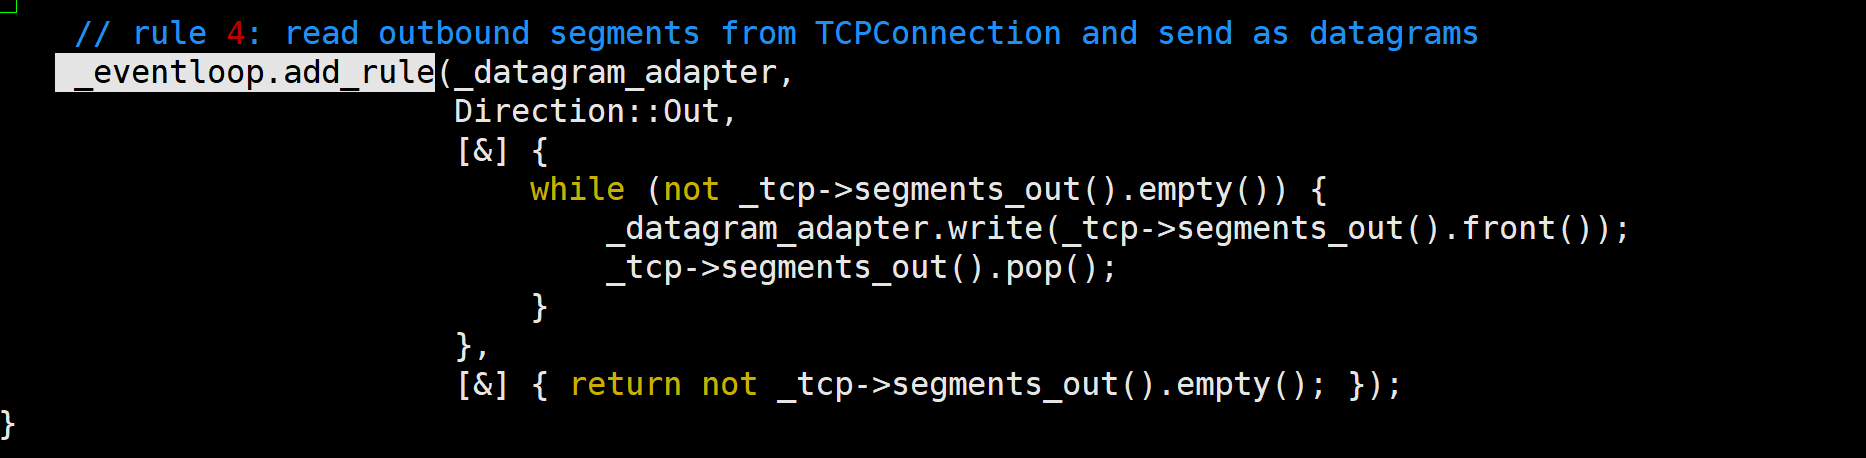 // rule 4: read outbound segments from TCPConnection and send as datagrams
_eventloop.add_rule(_datagram_adapter,
Direction::Out,
[&] {
while (not _tcp->segments_out().empty()) {
_datagram_adapter.write(_tcp->segments_out().front());
_tcp->segments_out().pop();
}
},
[&] { return not _tcp->segments_out().empty(); });
}